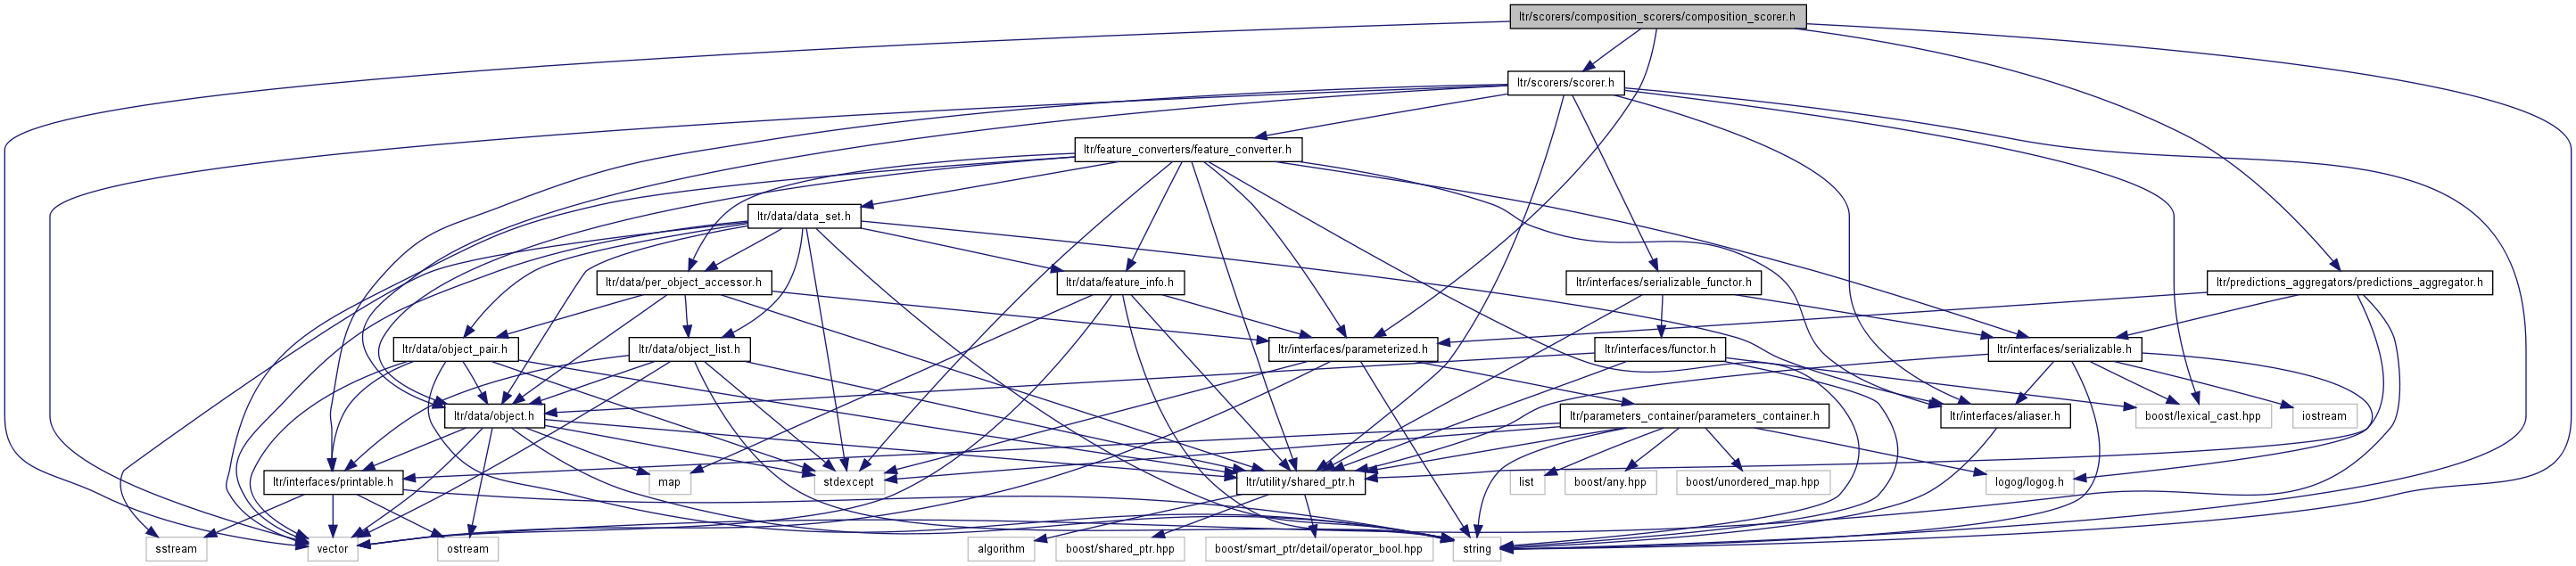 ltr/scorers/composition_scorers/composition_scorer.h
ltr/scorers/scorer.h
ltr/feature_converters/feature_converter.h
ltr/data/data_set.h
ltr/data/per_object_accessor.h
ltr/data/feature_info.h
ltr/interfaces/serializable_functor.h
ltr/predictions_aggregators/predictions_aggregator.h
ltr/data/object_pair.h
ltr/data/object_list.h
ltr/interfaces/parameterized.h
ltr/interfaces/functor.h
ltr/interfaces/serializable.h
ltr/data/object.h
ltr/parameters_container/parameters_container.h
ltr/interfaces/aliaser.h
boost/lexical_cast.hpp
iostream
ltr/interfaces/printable.h
map
stdexcept
ltr/utility/shared_ptr.h
list
boost/any.hpp
boost/unordered_map.hpp
logog/logog.h
sstream
vector
ostream
algorithm
boost/shared_ptr.hpp
boost/smart_ptr/detail/operator_bool.hpp
string